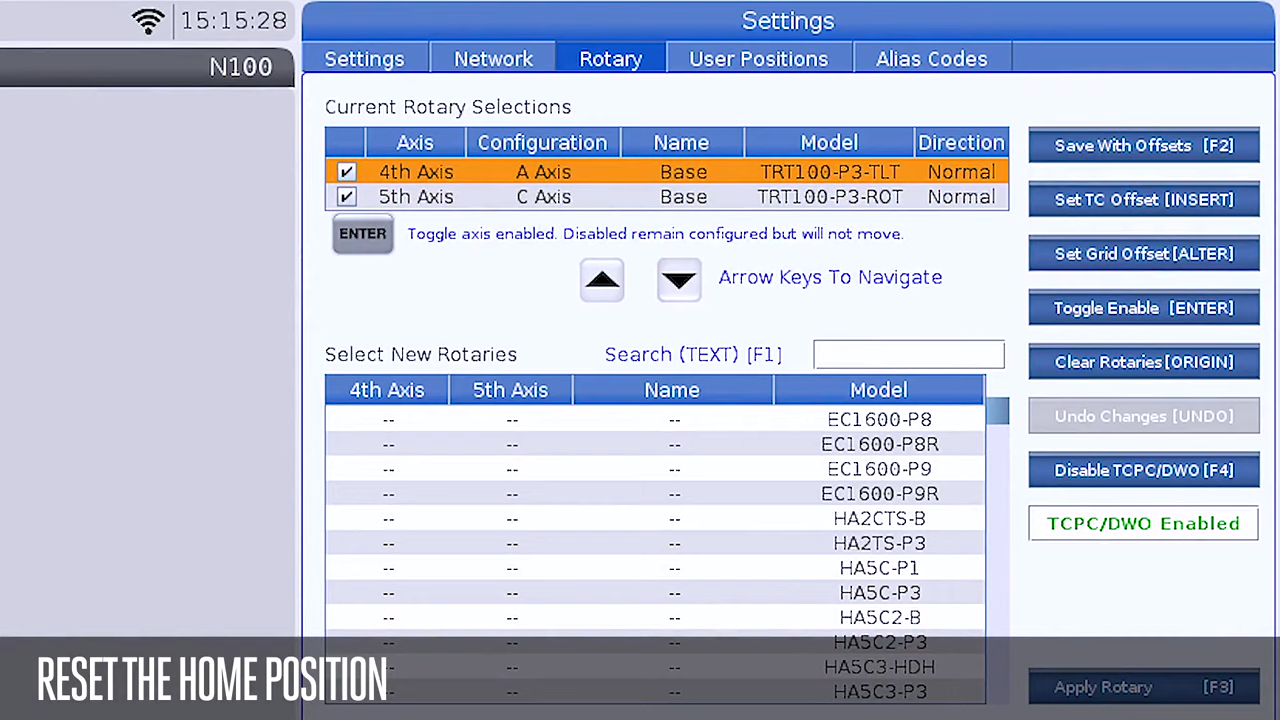 15:15:28
N100
Settings
Settings Network Rotary User Positions Alias Codes
Current Rotary Selections
Axis Configuration Name Model Direction
4th Axis A Axis Base TRT100-P3-TLT Normal
5th Axis C Axis Base TRT100-P3-ROT Normal
ENTER Toggle axis enabled. Disabled remain configured but will not move.
Arrow Keys To Navigate
Select New Rotaries Search (TEXT) [F1]
4th Axis 5th Axis Name Model
-- -- -- EC1600-P8
-- -- -- EC1600-P8R
-- -- -- EC1600-P9
-- -- -- EC1600-P9R
-- -- -- HA2CTS-B
-- -- -- HA2TS-P3
-- -- -- HA5C-P1
-- -- -- HA5C-P3
-- -- -- HA5C2-B
-- -- -- HA5C2-P3
-- -- -- HA5C3-HDH
-- -- -- HA5C3-P3
Save With Offsets [F2]
Set TC Offset [INSERT]
Set Grid Offset [ALTER]
Toggle Enable [ENTER]
Clear Rotaries [ORIGIN]
Undo Changes [UNDO]
Disable TCPC/DWO [F4]
TCPC/DWO Enabled
Apply Rotary [F3]
RESET THE HOME POSITION